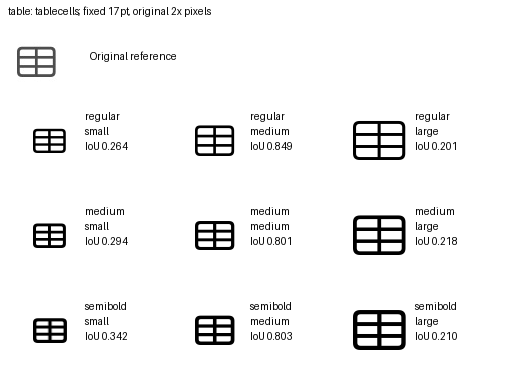 table: tablecells; fixed 17pt, original 2x pixels
Original reference
regular
small
IoU 0.264
regular
medium
IoU 0.849
regular
large
IoU 0.201
medium
small
IoU 0.294
medium
medium
IoU 0.801
medium
large
IoU 0.218
semibold
small
IoU 0.342
semibold
medium
IoU 0.803
semibold
large
IoU 0.210